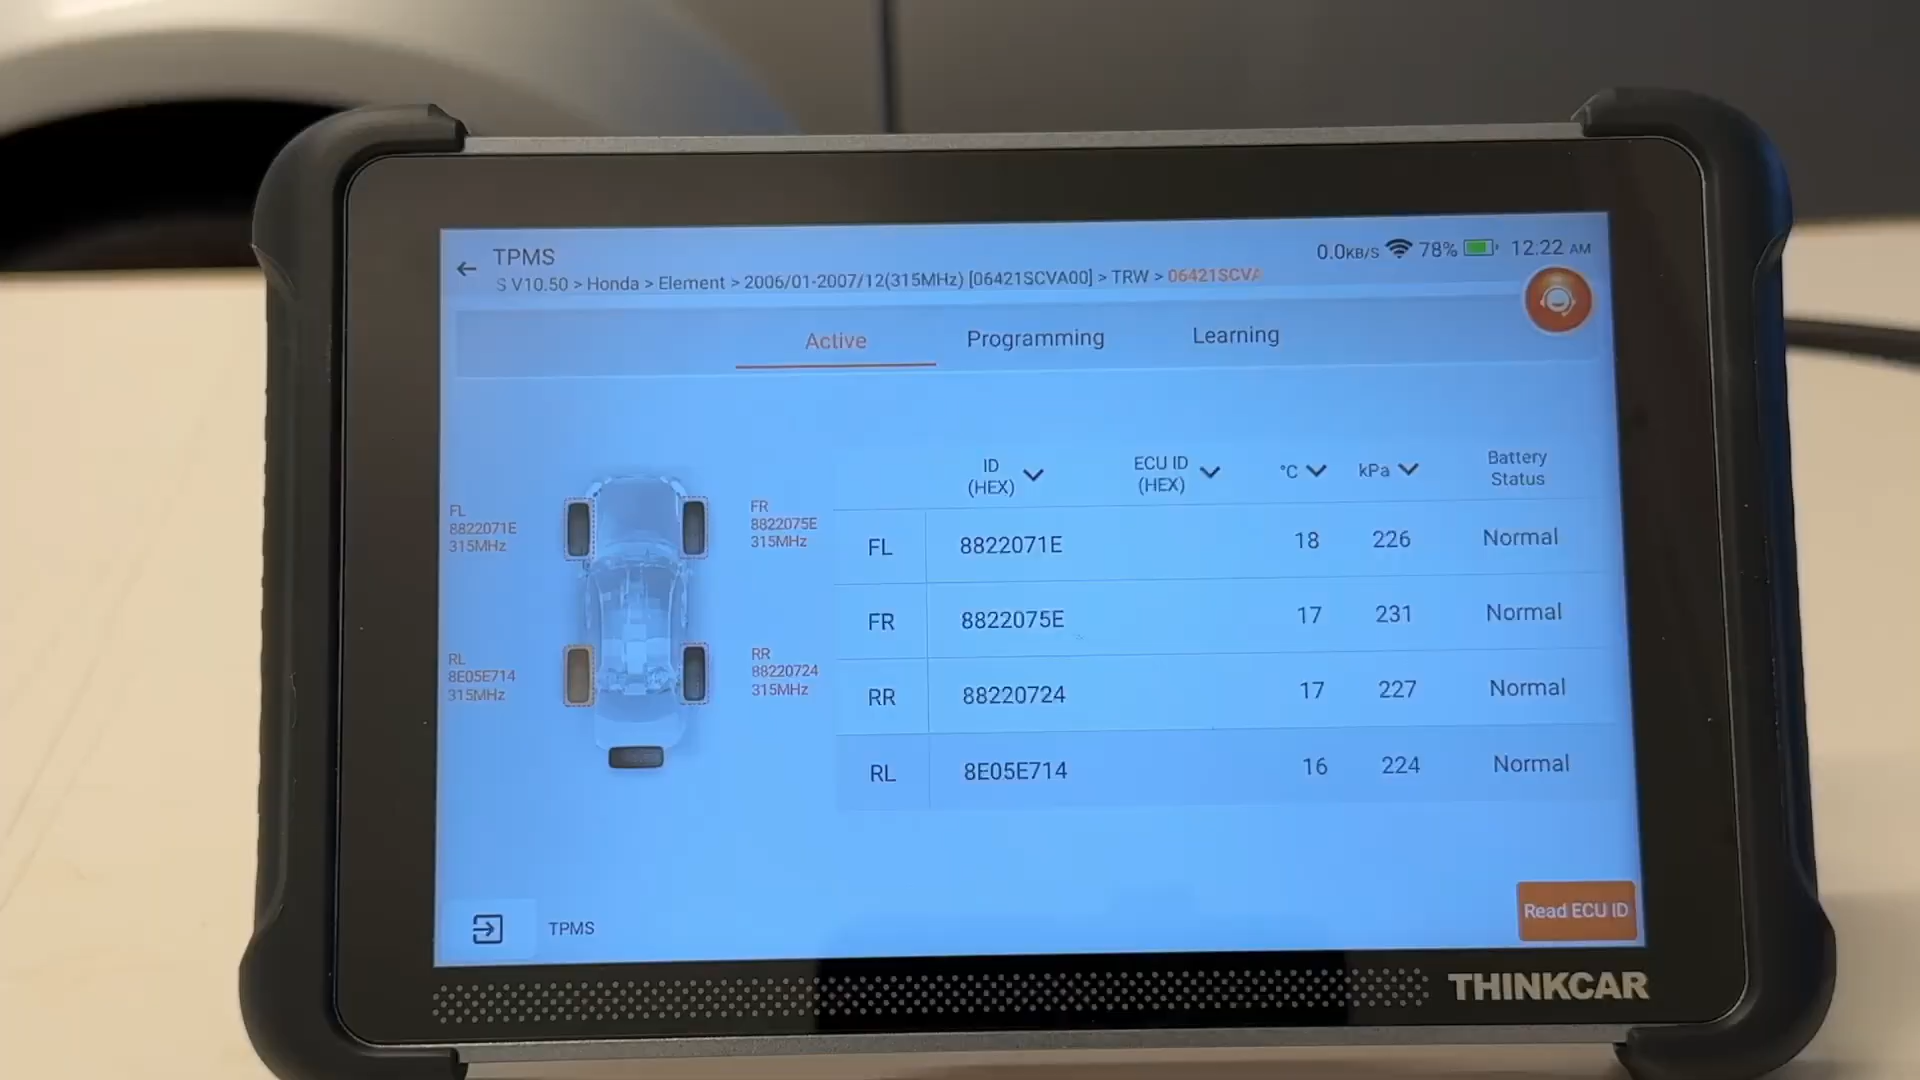 TPMS
0.0KB/S 78% 12.22 AM
S V10.50 > Honda > Element > 2006/01-2007/12(315MHz) [06421SCVA00] > TRW > 06421SCVA
Active Programming Learning
ID (HEX) ECU ID (HEX) °C kPa Battery Status
FL 8822071E 18 226 Normal
FR 8822075E 17 231 Normal
RR 88220724 17 227 Normal
RL 8E05E714 16 224 Normal
FL
8822071E
315MHz
FR
8822075E
315MHz
RL
8E05E714
315MHz
RR
88220724
315MHz
TPMS
Read ECU ID
THINKCAR